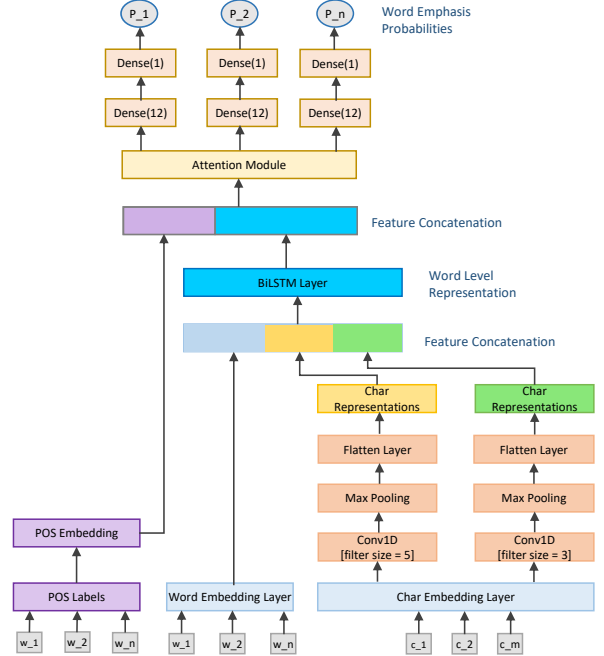 P_1 P_2 P_n Word Emphasis
Probabilities
Dense(1) Dense(1) Dense(1)
Dense(12) Dense(12) Dense(12)
Attention Module
Feature Concatenation
BiLSTM Layer Word Level
Representation
Feature Concatenation
Char
Representations
Char
Representations
Flatten Layer Flatten Layer
Max Pooling Max Pooling
POS Embedding
Conv1D
[filter size = 5]
Conv1D
[filter size = 3]
POS Labels Word Embedding Layer Char Embedding Layer
w_1 w_2 w_n w_1 w_2 w_n c_1 c_2 c_m